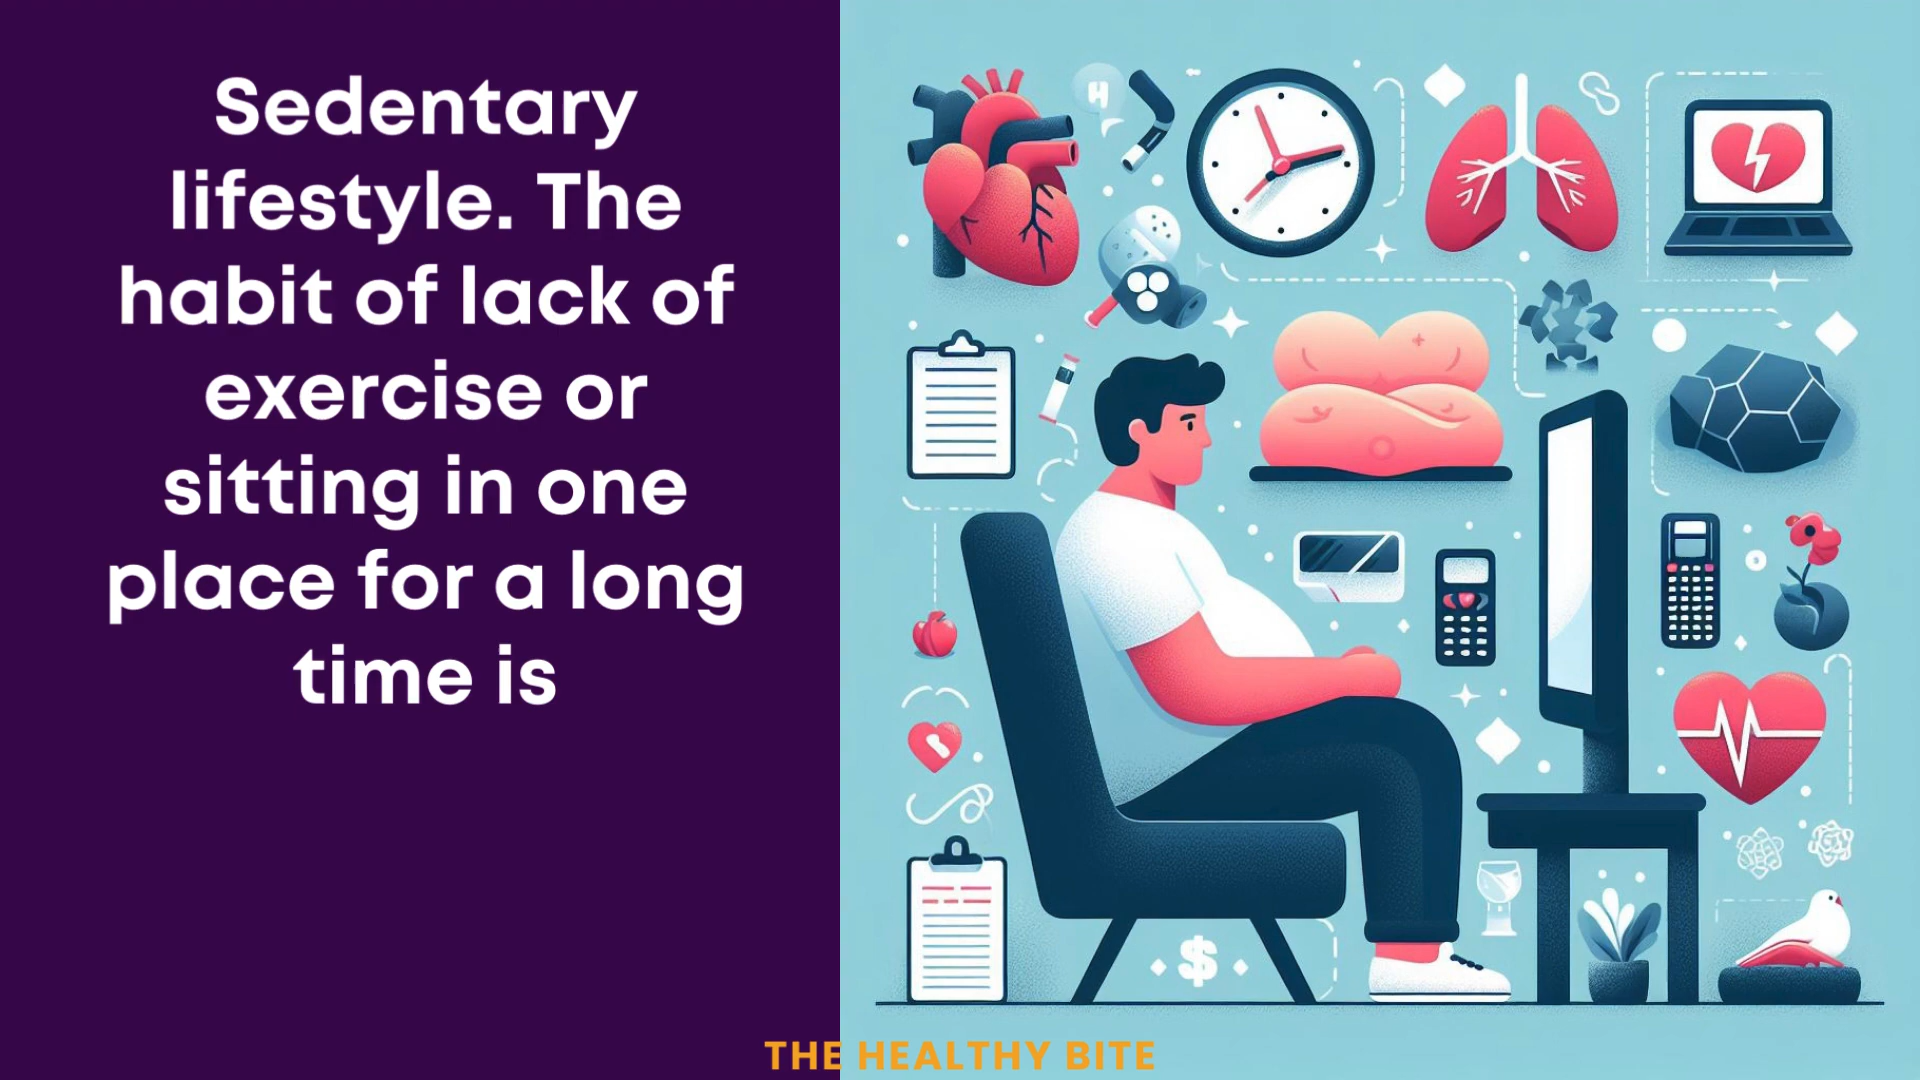 Sedentary
lifestyle. The
habit of lack of
exercise or
sitting in one
place for a long
time is
H
$
THE HEALTHY BITE